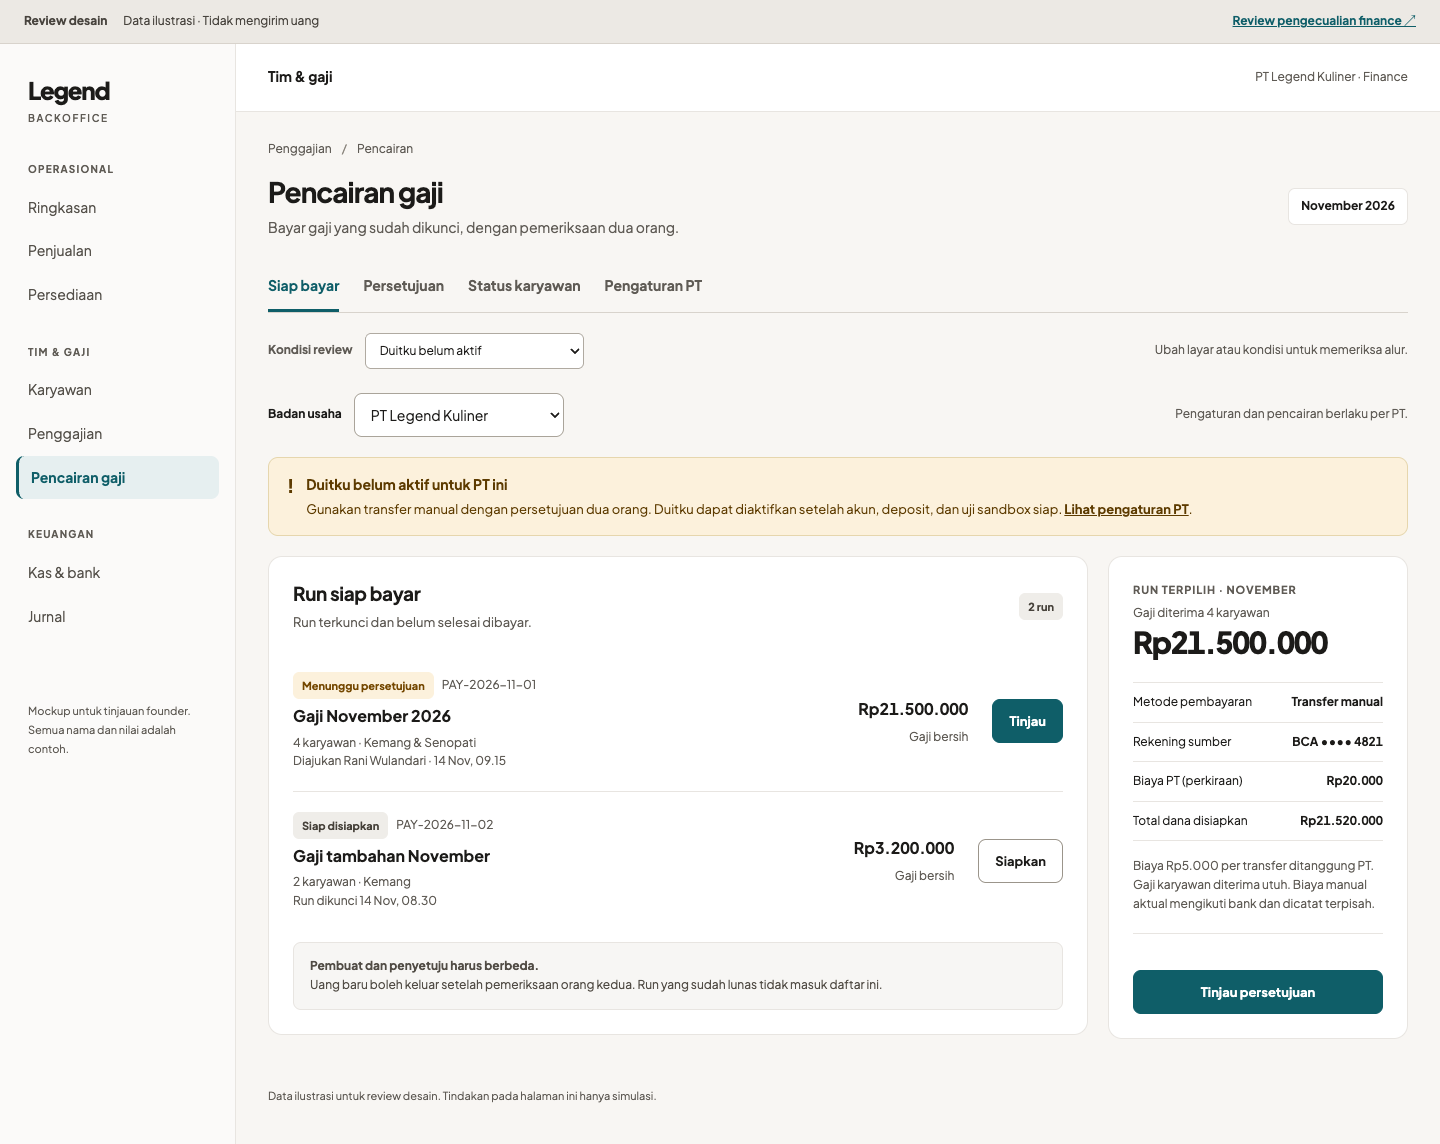 Review desain Data ilustrasi · Tidak mengirim uang
Review pengecualian finance ↗
Legend
BACKOFFICE
OPERASIONAL
Ringkasan
Penjualan
Persediaan
TIM & GAJI
Karyawan
Penggajian
Pencairan gaji
KEUANGAN
Kas & bank
Jurnal
Mockup untuk tinjauan founder.
Semua nama dan nilai adalah
contoh.
Tim & gaji
PT Legend Kuliner · Finance
Penggajian / Pencairan
Pencairan gaji
Bayar gaji yang sudah dikunci, dengan pemeriksaan dua orang.
November 2026
Siap bayar Persetujuan Status karyawan Pengaturan PT
Kondisi review Duitku belum aktif
Ubah layar atau kondisi untuk memeriksa alur.
Badan usaha PT Legend Kuliner
Pengaturan dan pencairan berlaku per PT.
! Duitku belum aktif untuk PT ini
Gunakan transfer manual dengan persetujuan dua orang. Duitku dapat diaktifkan setelah akun, deposit, dan uji sandbox siap. Lihat pengaturan PT.
Run siap bayar
Run terkunci dan belum selesai dibayar.
2 run
Menunggu persetujuan PAY-2026-11-01
Gaji November 2026
4 karyawan · Kemang & Senopati
Diajukan Rani Wulandari · 14 Nov, 09.15
Rp21.500.000
Gaji bersih
Tinjau
Siap disiapkan PAY-2026-11-02
Gaji tambahan November
2 karyawan · Kemang
Run dikunci 14 Nov, 08.30
Rp3.200.000
Gaji bersih
Siapkan
Pembuat dan penyetuju harus berbeda.
Uang baru boleh keluar setelah pemeriksaan orang kedua. Run yang sudah lunas tidak masuk daftar ini.
RUN TERPILIH · NOVEMBER
Gaji diterima 4 karyawan
Rp21.500.000
Metode pembayaran Transfer manual
Rekening sumber BCA •••• 4821
Biaya PT (perkiraan) Rp20.000
Total dana disiapkan Rp21.520.000
Biaya Rp5.000 per transfer ditanggung PT.
Gaji karyawan diterima utuh. Biaya manual
aktual mengikuti bank dan dicatat terpisah.
Tinjau persetujuan
Data ilustrasi untuk review desain. Tindakan pada halaman ini hanya simulasi.